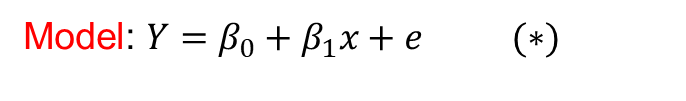 Model: 𝑌 = 𝛽₀ + 𝛽₁𝑥 + 𝑒 (∗)